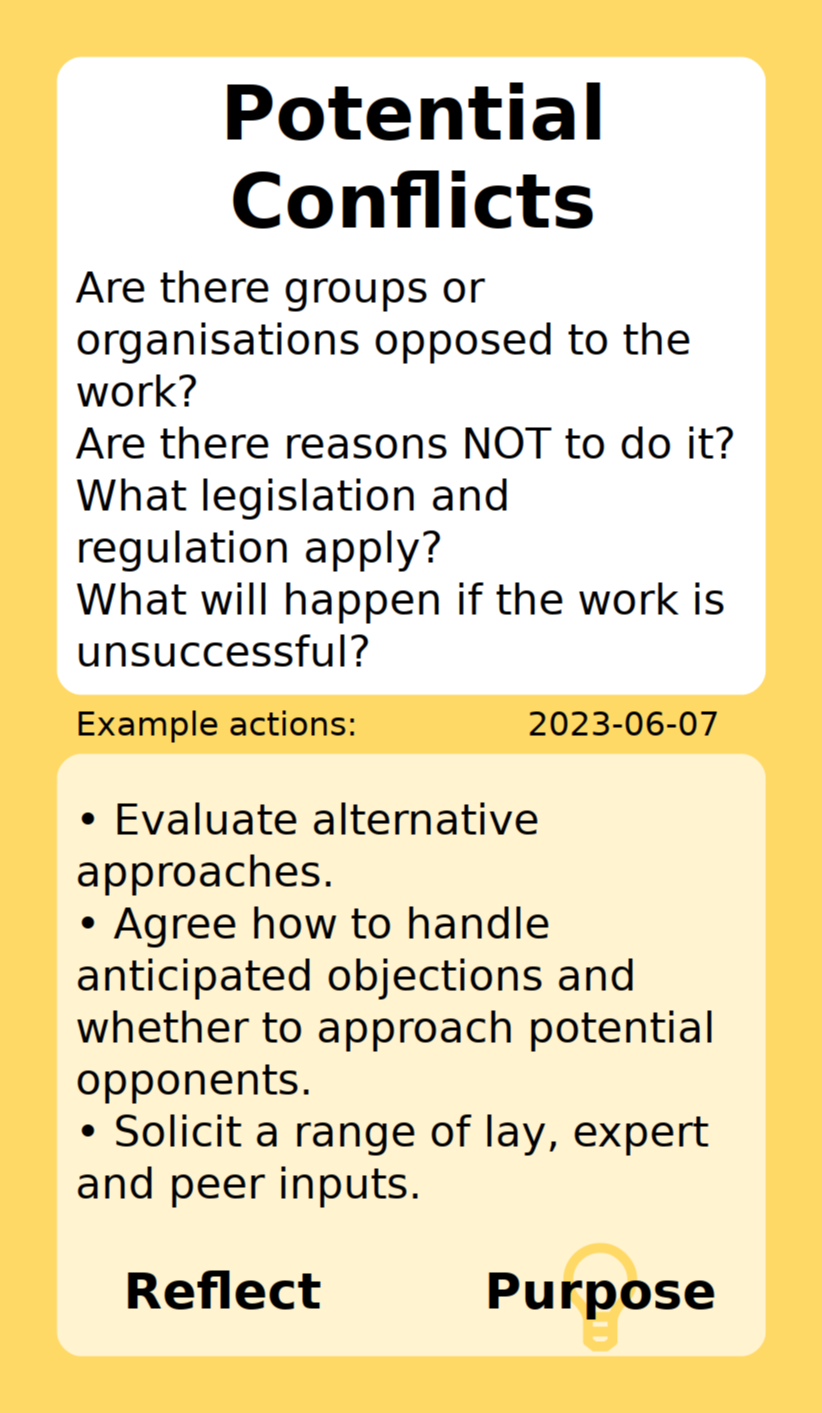 Potential
Conflicts
Are there groups or
organisations opposed to the
work?
Are there reasons NOT to do it?
What legislation and
regulation apply?
What will happen if the work is
unsuccessful?
Example actions: 2023-06-07
• Evaluate alternative
approaches.
• Agree how to handle
anticipated objections and
whether to approach potential
opponents.
• Solicit a range of lay, expert
and peer inputs.
Reflect Purpose